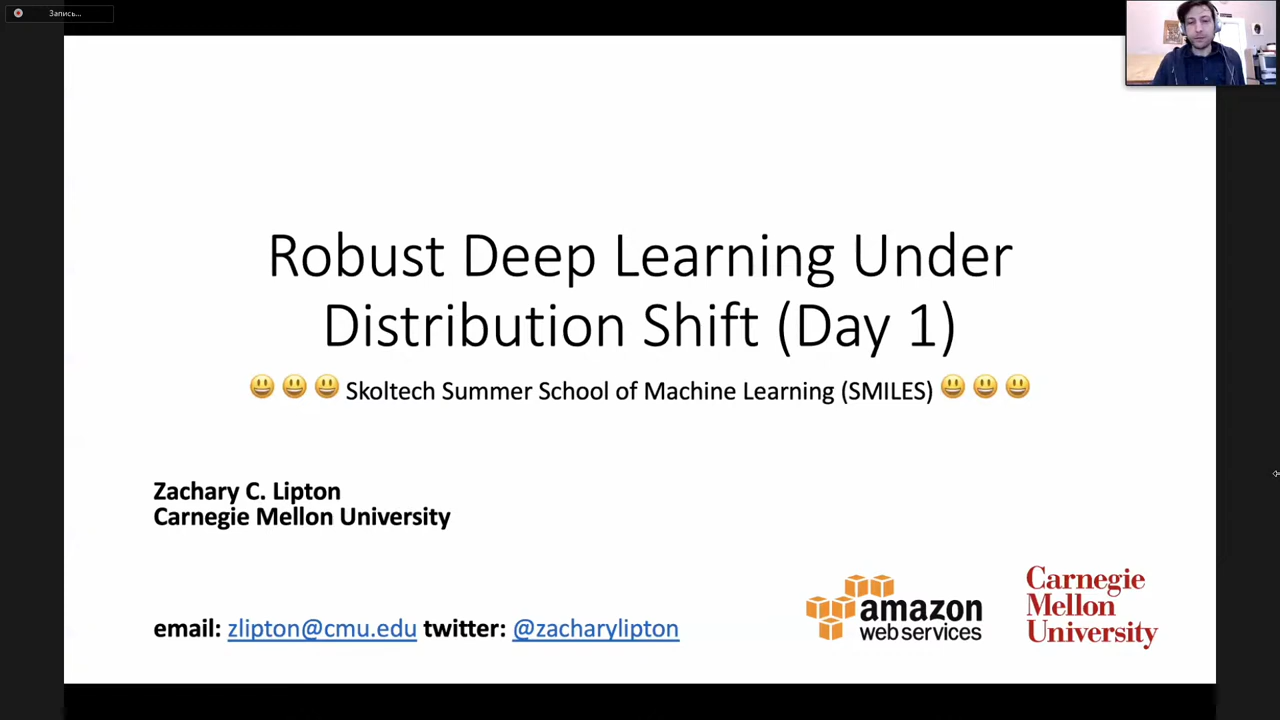 Запись...
Robust Deep Learning Under
Distribution Shift (Day 1)
😃 😃 😃 Skoltech Summer School of Machine Learning (SMILES) 😃 😃 😃
Zachary C. Lipton
Carnegie Mellon University
email: zlipton@cmu.edu twitter: @zacharylipton
amazon
web services
Carnegie
Mellon
University